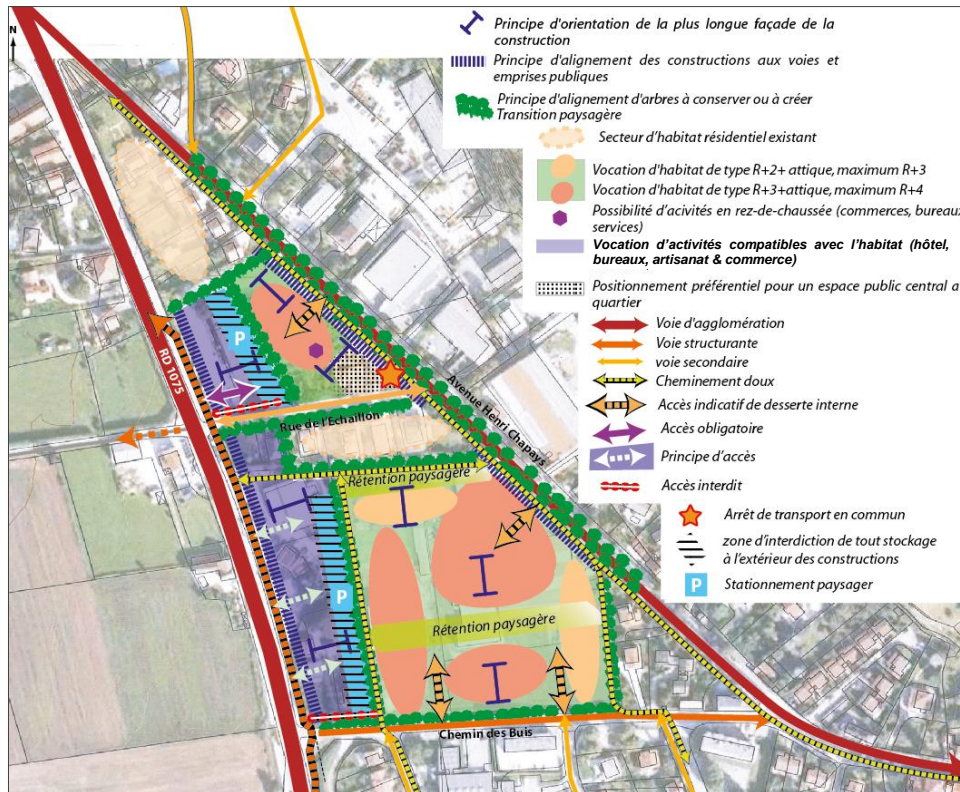 N
Principe d'orientation de la plus longue façade de la
construction
Principe d'alignement des constructions aux voies et
emprises publiques
Principe d'alignement d'arbres à conserver ou à créer
Transition paysagère
Secteur d'habitat résidentiel existant
Vocation d'habitat de type R+2+ attique, maximum R+3
Vocation d'habitat de type R+3+attique, maximum R+4
Possibilité d'acivités en rez-de-chaussée (commerces, bureaux
services)
Vocation d'activités compatibles avec l'habitat (hôtel,
bureaux, artisanat & commerce)
Positionnement préférentiel pour un espace public central a
quartier
Voie d'agglomération
Voie structurante
voie secondaire
Cheminement doux
Accès indicatif de desserte interne
Accès obligatoire
Principe d'accès
Accès interdit
Arrêt de transport en commun
zone d'interdiction de tout stockage
à l'extérieur des constructions
P Stationnement paysager
RD 1075
P
Avenue Henri Chapays
Rue de l'Echaillon
Rétention paysagère
P
Rétention paysagère
Chemin des Buis